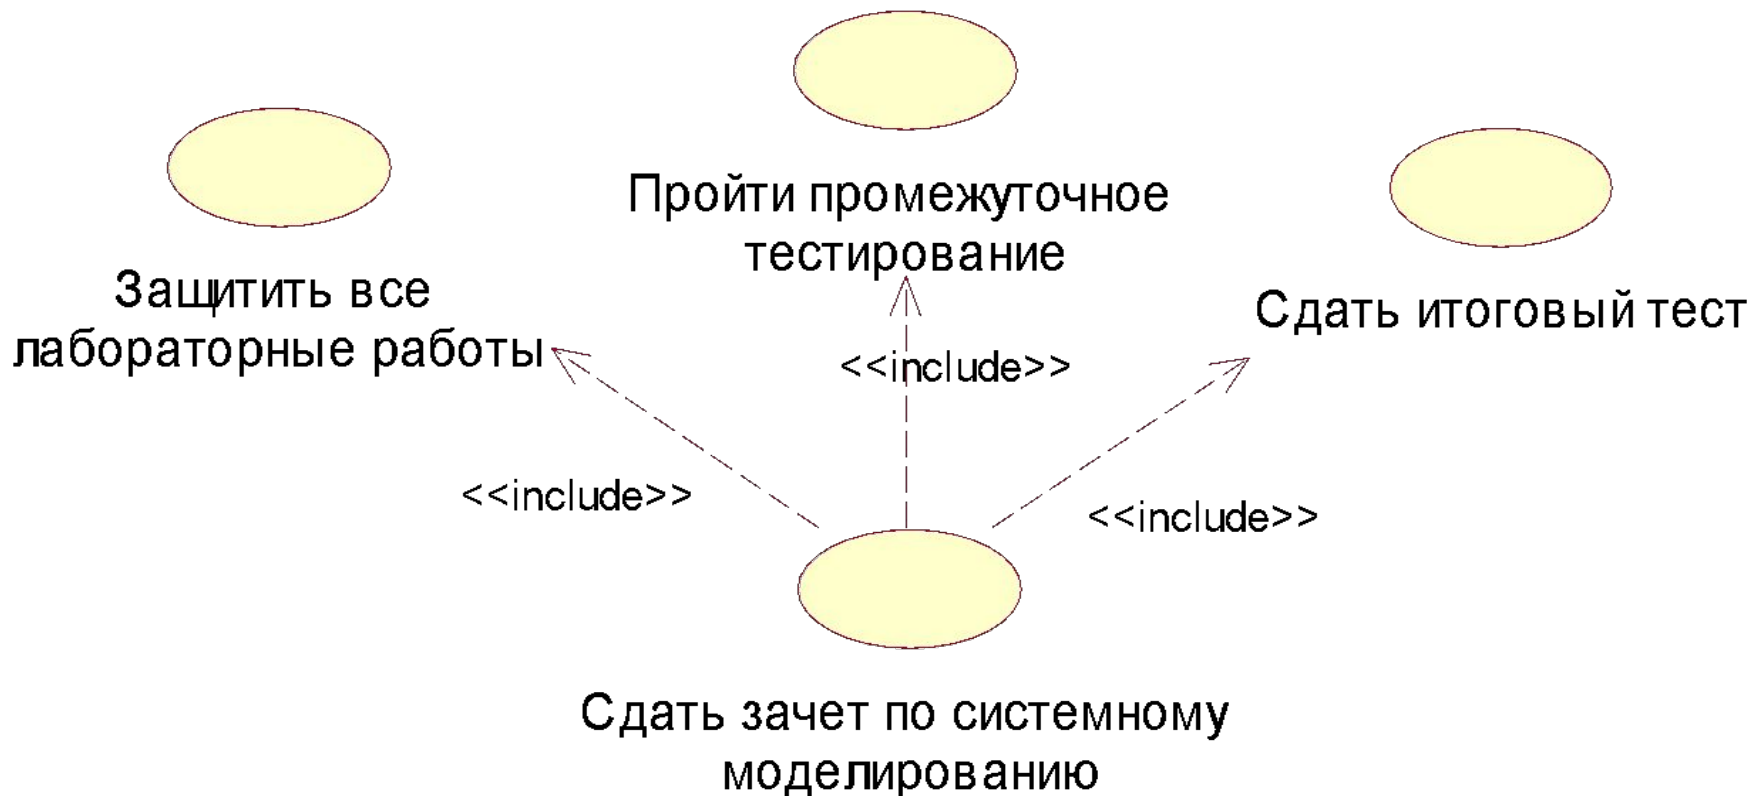 Пройти промежуточное
тестирование
Защитить все
лабораторные работы
Сдать итоговый тест
<<include>>
<<include>>
<<include>>
Сдать зачет по системному
моделированию